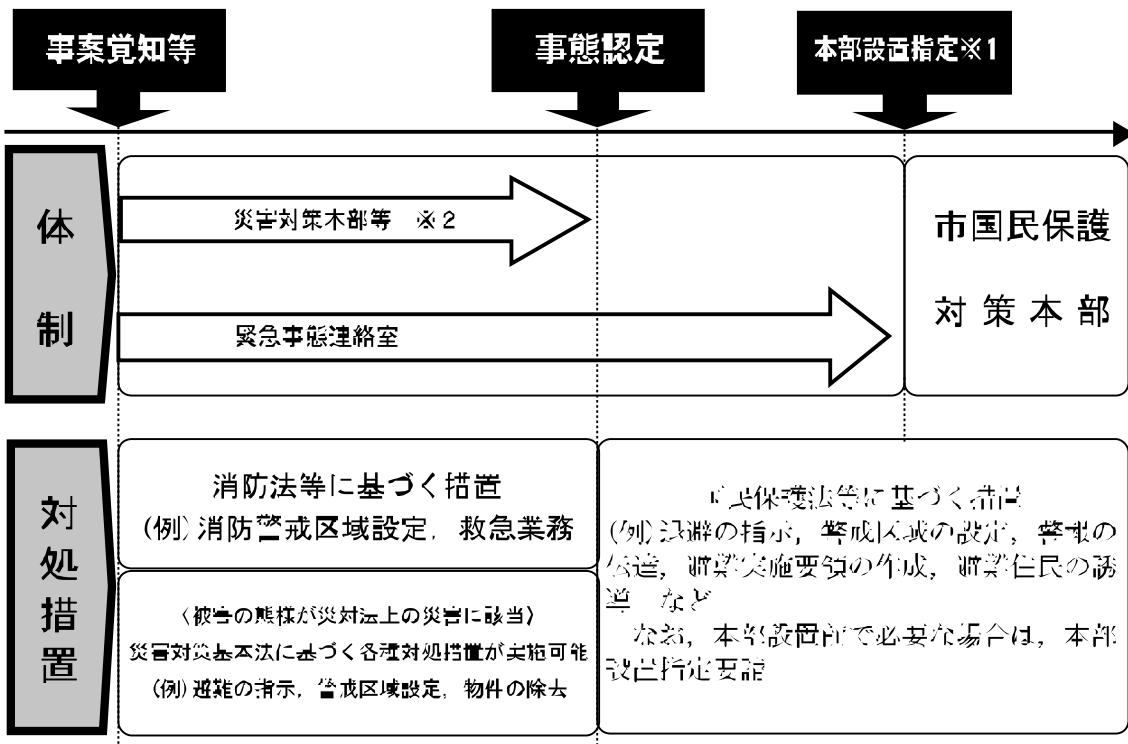 事案覚知等
事態認定
本部設置指定※1
体制
災害対策本部等 ※2
緊急事態連絡室
市国民保護
対策本部
対処措置
消防法等に基づく措置
(例)消防警戒区域設定,救急業務
〈被害の態様が災対法上の災害に該当〉
災害対策基本法に基づく各種対処措置が実施可能
(例)避難の指示,警戒区域設定,物件の除去
民保護法等に基づく措置
(例)退避の指示,警戒区域の設定,警報の
伝達,避難実施要領の作成,避難住民の誘
導 など
なお,本部設置前で必要な場合は,本部
設置指定要請